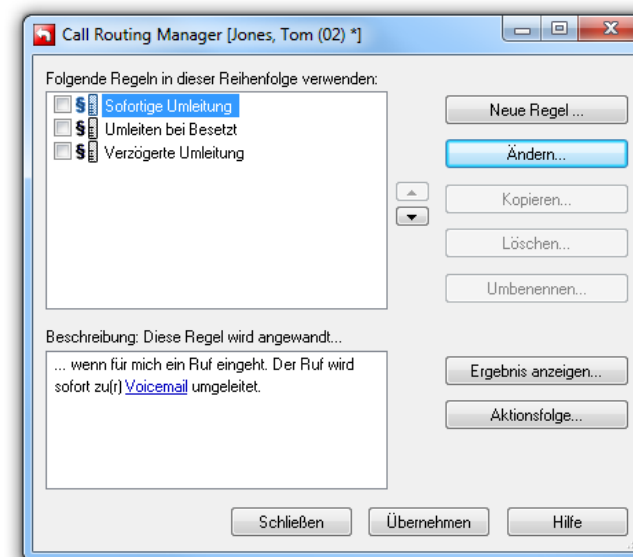 Call Routing Manager [Jones, Tom (02) *]
Folgende Regeln in dieser Reihenfolge verwenden:
§ Sofortige Umleitung
§ Umleiten bei Besetzt
§ Verzögerte Umleitung
Neue Regel ...
Ändern...
Kopieren...
Löschen...
Umbenennen...
Beschreibung: Diese Regel wird angewandt...
... wenn für mich ein Ruf eingeht. Der Ruf wird
sofort zu(r) Voicemail umgeleitet.
Ergebnis anzeigen...
Aktionsfolge...
Schließen
Übernehmen
Hilfe